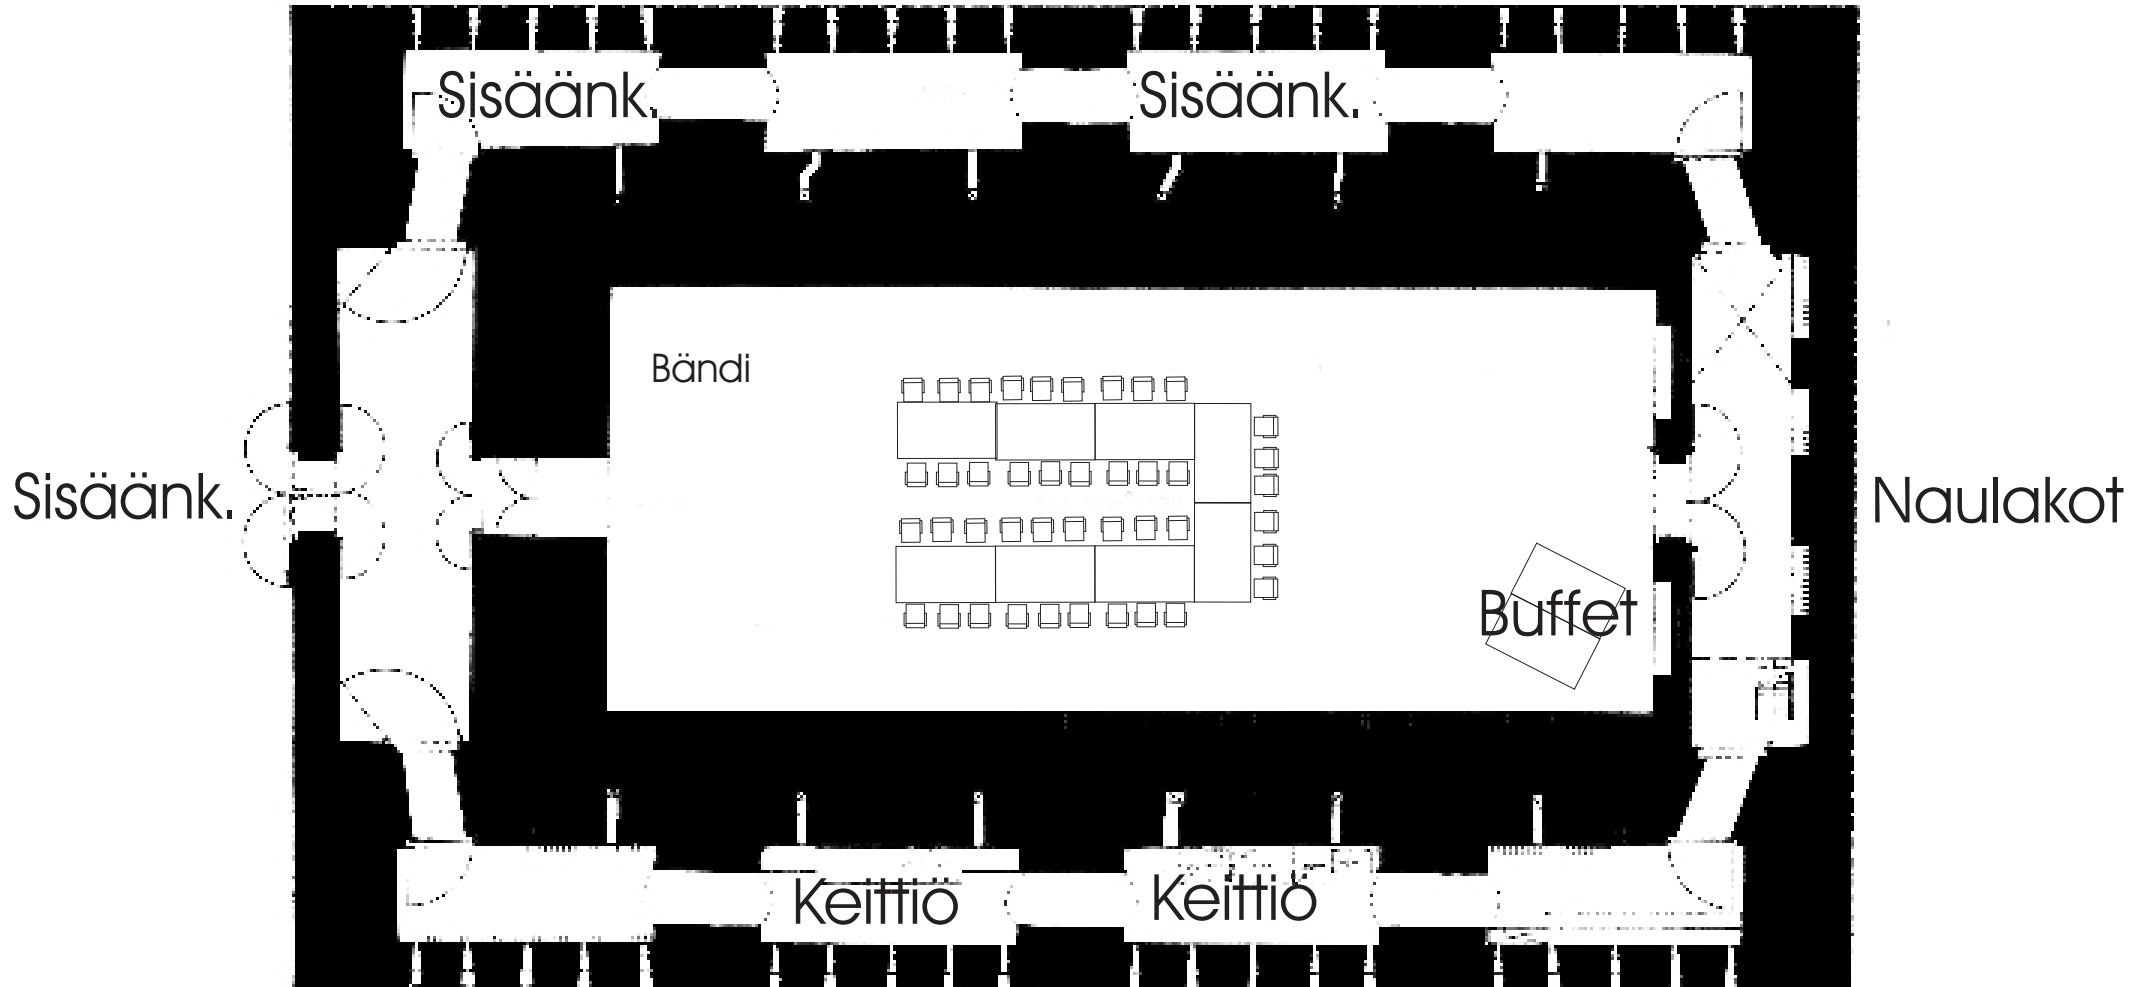 Sisäänk.
Sisäänk.
Bändi
Sisäänk.
Naulakot
Buffet
Keittiö
Keittiö